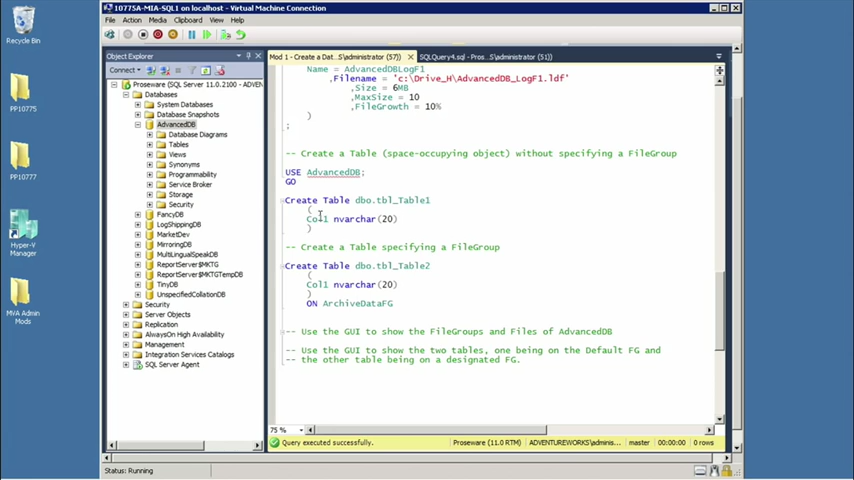 10775A-MIA-SQL1 on localhost - Virtual Machine Connection
File Action Media Clipboard View Help
Recycle Bin
PP10775
PP10777
Hyper-V Manager
MVA Admin Mods
Object Explorer
Connect
Proseware (SQL Server 11.0.2100 - ADVEN
Databases
System Databases
Database Snapshots
AdvancedDB
Database Diagrams
Tables
Views
Synonyms
Programmability
Service Broker
Storage
Security
FancyDB
LogShippingDB
MarketDev
MirroringDB
MultiLingualSpeakDB
ReportServer$MKTG
ReportServer$MKTGTempDB
TinyDB
UnspecifiedCollationDB
Security
Server Objects
Replication
AlwaysOn High Availability
Management
Integration Services Catalogs
SQL Server Agent
Mod 1 - Create a Dat...S\administrator (57)) SQLQuery4.sql - Pros...S\administrator (51))
Name = AdvancedDBLogF1
,Filename = 'c:\Drive_H\AdvancedDB_LogF1.ldf'
,Size = 6MB
,MaxSize = 10
,FileGrowth = 10%
)
;
-- Create a Table (space-occupying object) without specifying a FileGroup
USE AdvancedDB;
GO
Create Table dbo.tbl_Table1
(
Col1 nvarchar(20)
)
-- Create a Table specifying a FileGroup
Create Table dbo.tbl_Table2
(
Col1 nvarchar(20)
)
ON ArchiveDataFG
-- Use the GUI to show the FileGroups and Files of AdvancedDB
-- Use the GUI to show the two tables, one being on the Default FG and
-- the other table being on a designated FG.
75 %
Query executed successfully. Proseware (11.0 RTM) ADVENTUREWORKS\adminis... master 00:00:00 0 rows
Status: Running